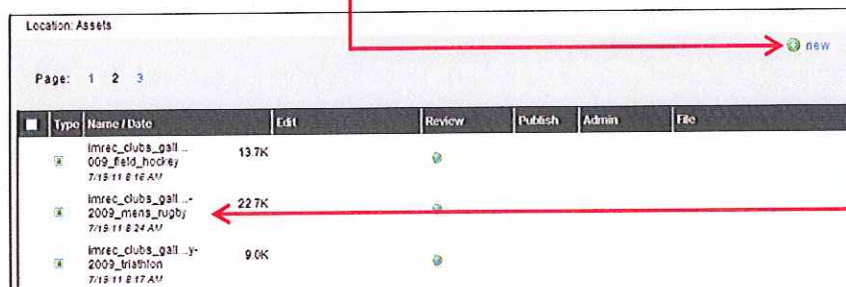 Location: Assets
new
Page: 1 2 3
Type Name / Date Edit Review Publish Admin File
imrec_clubs_gall ..
009_field_hockey 13.7K
7/19/11 8:16 AM
imrec_clubs_gall ..-
2009_mens_rugby 22.7K
7/19/11 8:24 AM
imrec_clubs_gall ..y-
2009_triathlon 9.0K
7/19/11 8:17 AM